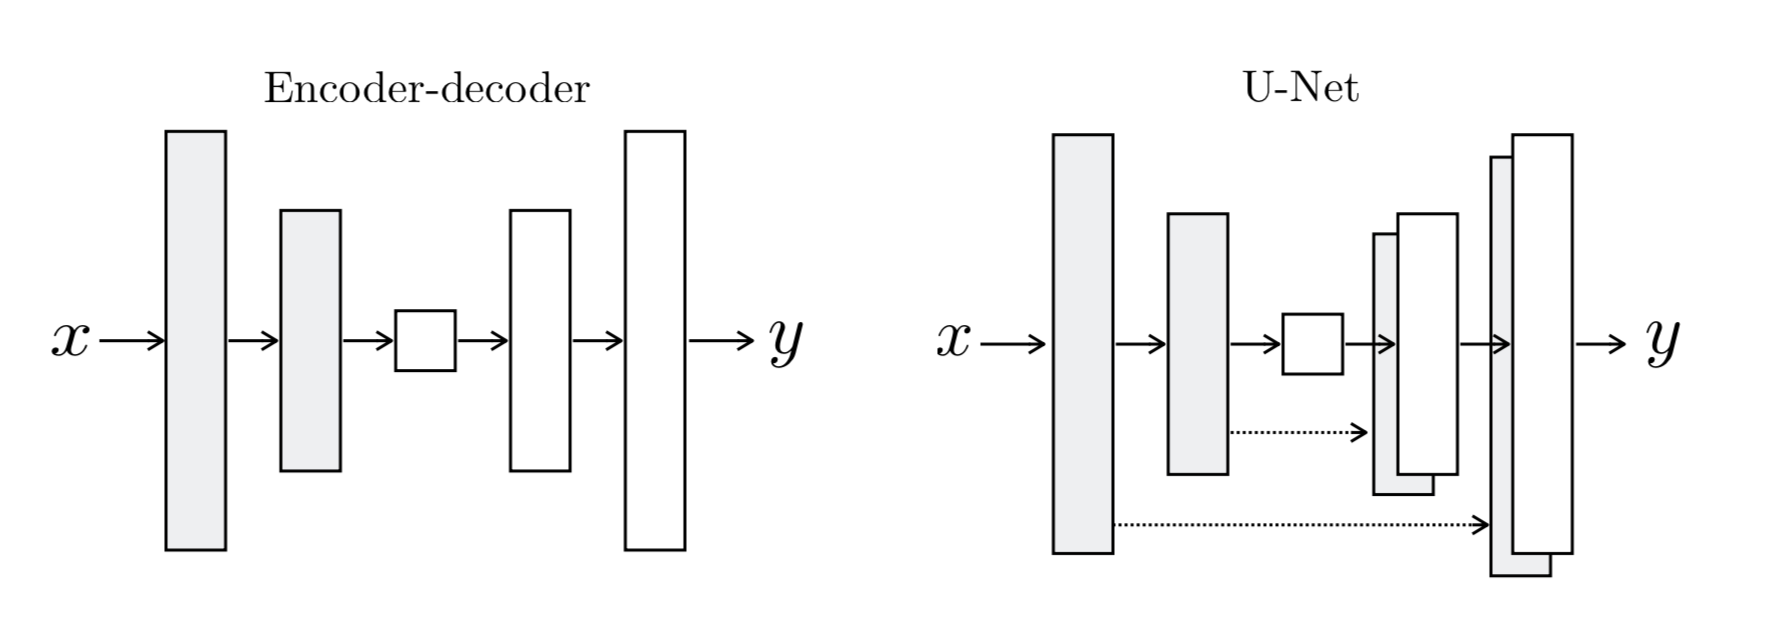 Encoder-decoder
x
y
U-Net
x
y